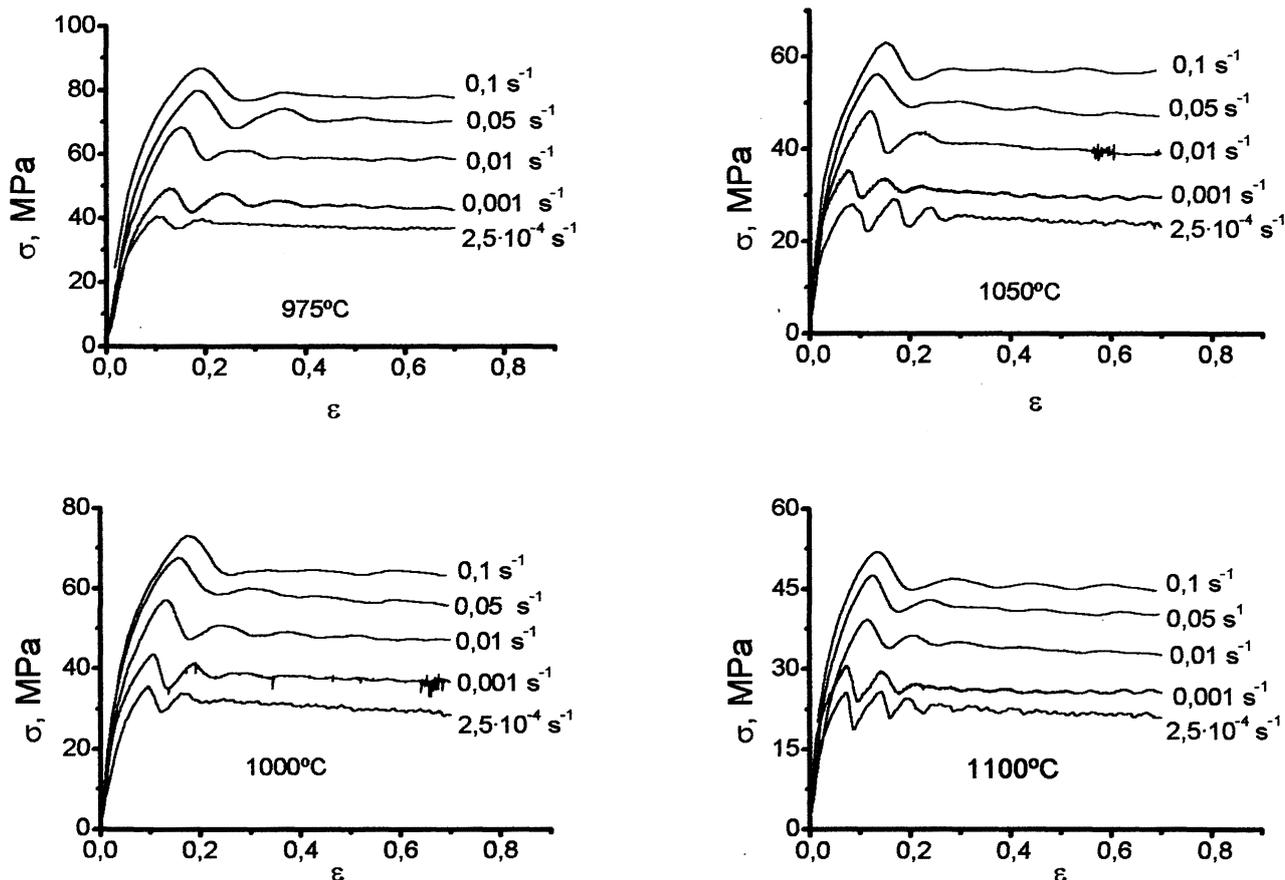 100
80
60
40
20
0
0,0 0,2 0,4 0,6 0,8
σ, MPa
ε
0,1 s⁻¹
0,05 s⁻¹
0,01 s⁻¹
0,001 s⁻¹
2,5·10⁻⁴ s⁻¹
975ºC
60
40
20
0
0,0 0,2 0,4 0,6 0,8
σ, MPa
ε
0,1 s⁻¹
0,05 s⁻¹
0,01 s⁻¹
0,001 s⁻¹
2,5·10⁻⁴ s⁻¹
1050ºC
80
60
40
20
0
0,0 0,2 0,4 0,6 0,8
σ, MPa
ε
0,1 s⁻¹
0,05 s⁻¹
0,01 s⁻¹
0,001 s⁻¹
2,5·10⁻⁴ s⁻¹
1000ºC
60
45
30
15
0
0,0 0,2 0,4 0,6 0,8
σ, MPa
ε
0,1 s⁻¹
0,05 s¹
0,01 s⁻¹
0,001 s⁻¹
2,5·10⁻⁴ s⁻¹
1100ºC